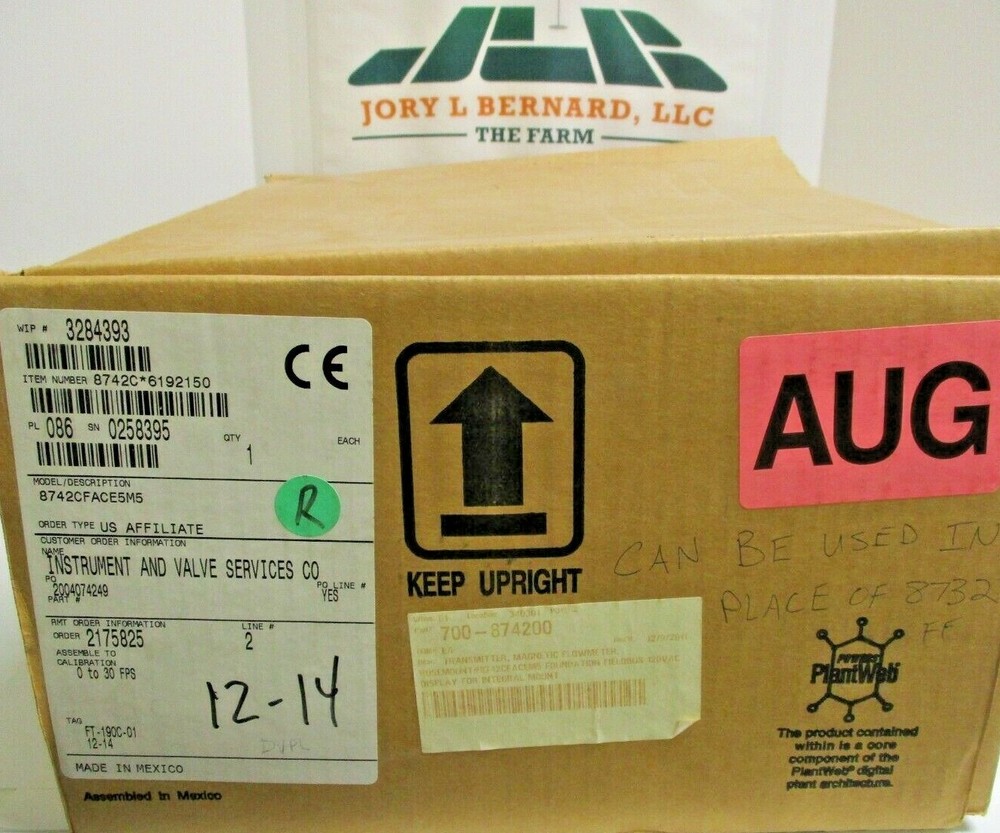 JLB
JORY L BERNARD, LLC
THE FARM
WIP # 3284393
CE
ITEM NUMBER 8742C*6192150
PL 086 SN 0258395
QTY 1 EACH
MODEL/DESCRIPTION
8742CFACE5M5
R
ORDER TYPE US AFFILIATE
CUSTOMER ORDER INFORMATION
NAME
INSTRUMENT AND VALVE SERVICES CO
PO 2004074249
PO LINE # YES
PART #
RMT ORDER INFORMATION
ORDER 2175825
LINE # 2
ASSEMBLE TO
CALIBRATION
0 to 30 FPS
12-14
TAG
FT-190C-01
12-14
DVPL
MADE IN MEXICO
Assembled in Mexico
KEEP UPRIGHT
700-874200
TRANSMITTER, MAGNETIC FLOWMETER,
DISPLAY FOR INTEGRAL MOUNT
AUG
CAN BE USED IN
PLACE OF 8732
FF
POWERED
PlantWeb
The product contained
within is a core
component of the
PlantWeb® digital
plant architecture.